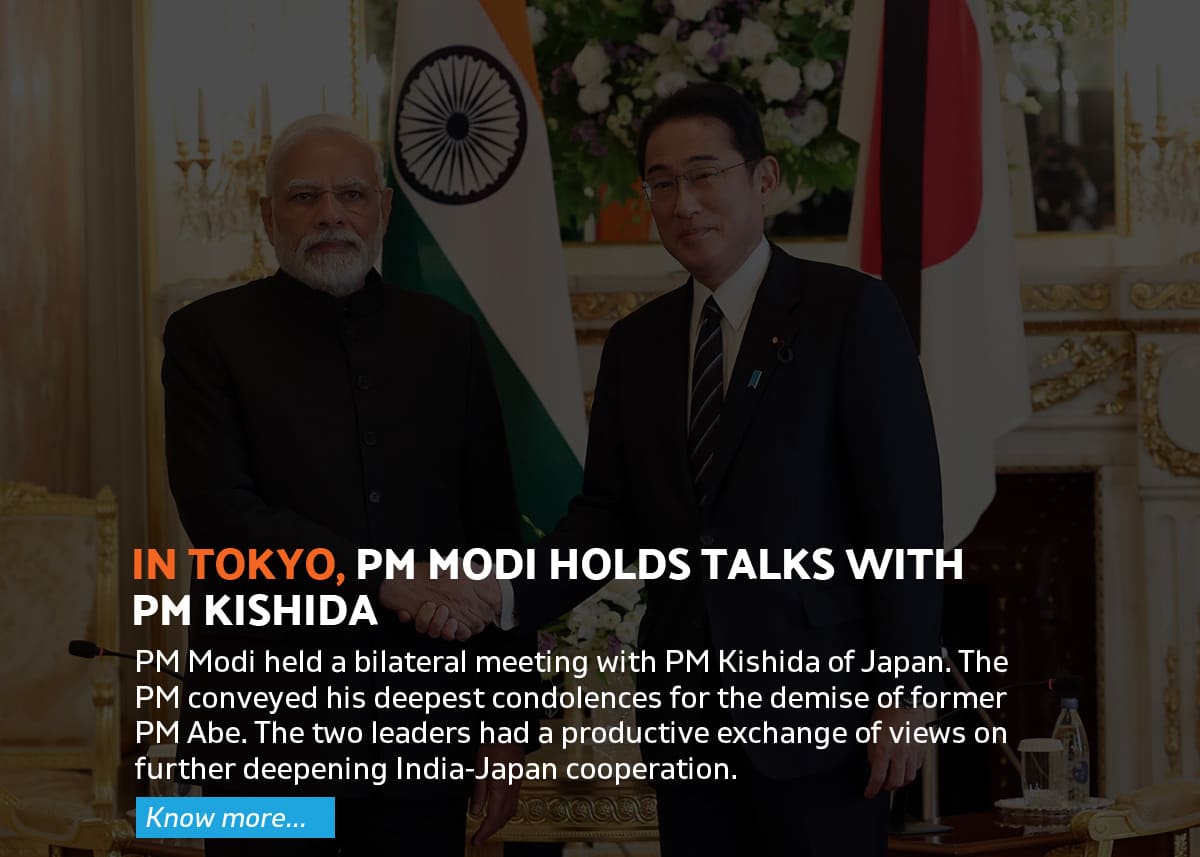 IN TOKYO, PM MODI HOLDS TALKS WITH
PM KISHIDA
PM Modi held a bilateral meeting with PM Kishida of Japan. The
PM conveyed his deepest condolences for the demise of former
PM Abe. The two leaders had a productive exchange of views on
further deepening India-Japan cooperation.
Know more...